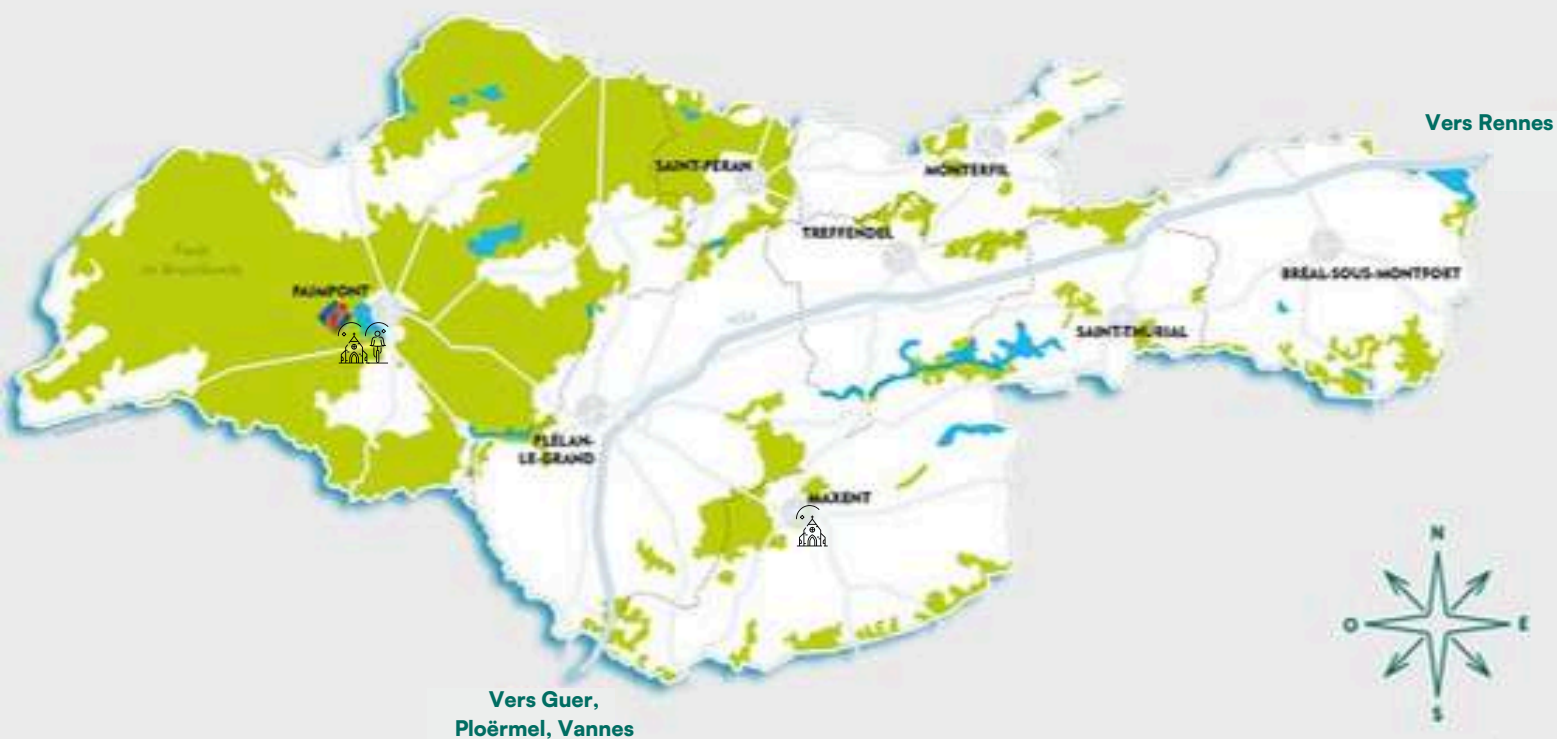 Vers Rennes
SAINT-PÉRAN
MONTERFIL
TREFFENDEL
BRÉAL-SOUS-MONTFORT
PAIMPONT
SAINT-THURIAL
PLÉLAN-
LE-GRAND
MAXENT
N
O
E
S
Vers Guer,
Ploërmel, Vannes